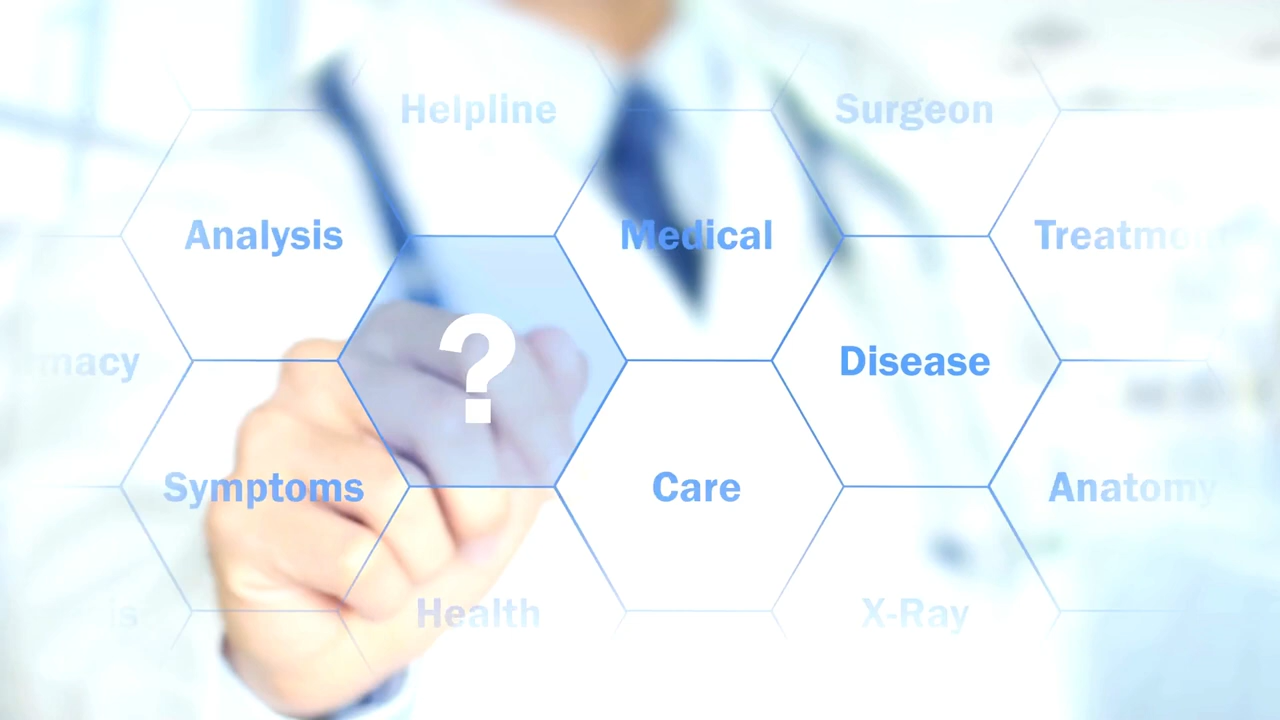 Helpline
Surgeon
Analysis
Medical
?
Disease
Symptoms
Care
Anatomy
Health
X-Ray